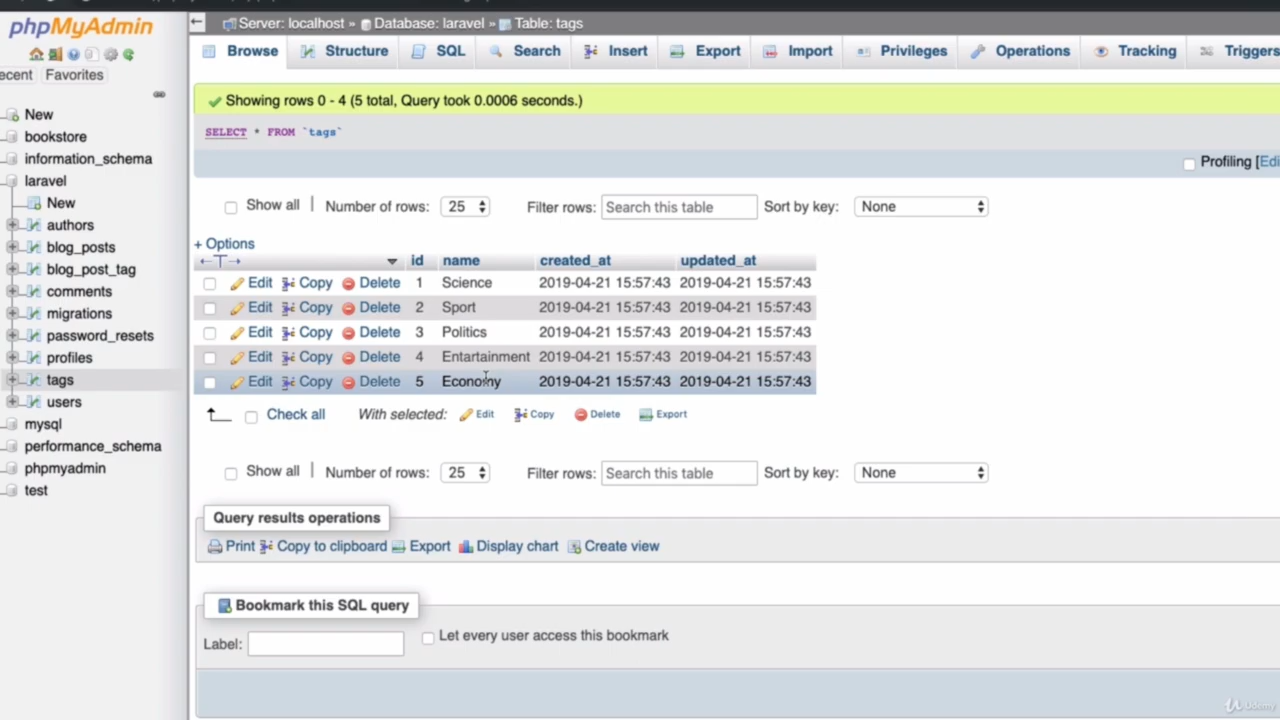 phpMyAdmin
ecent Favorites
New
bookstore
information_schema
laravel
New
authors
blog_posts
blog_post_tag
comments
migrations
password_resets
profiles
tags
users
mysql
performance_schema
phpmyadmin
test
Server: localhost » Database: laravel » Table: tags
Browse Structure SQL Search Insert Export Import Privileges Operations Tracking Triggers
Showing rows 0 - 4 (5 total, Query took 0.0006 seconds.)
SELECT * FROM `tags`
Profiling [Edi
Show all | Number of rows: 25 Filter rows: Search this table Sort by key: None
+ Options
←T→ id name created_at updated_at
Edit Copy Delete 1 Science 2019-04-21 15:57:43 2019-04-21 15:57:43
Edit Copy Delete 2 Sport 2019-04-21 15:57:43 2019-04-21 15:57:43
Edit Copy Delete 3 Politics 2019-04-21 15:57:43 2019-04-21 15:57:43
Edit Copy Delete 4 Entartainment 2019-04-21 15:57:43 2019-04-21 15:57:43
Edit Copy Delete 5 Economy 2019-04-21 15:57:43 2019-04-21 15:57:43
Check all With selected: Edit Copy Delete Export
Show all | Number of rows: 25 Filter rows: Search this table Sort by key: None
Query results operations
Print Copy to clipboard Export Display chart Create view
Bookmark this SQL query
Label: Let every user access this bookmark
Udemy